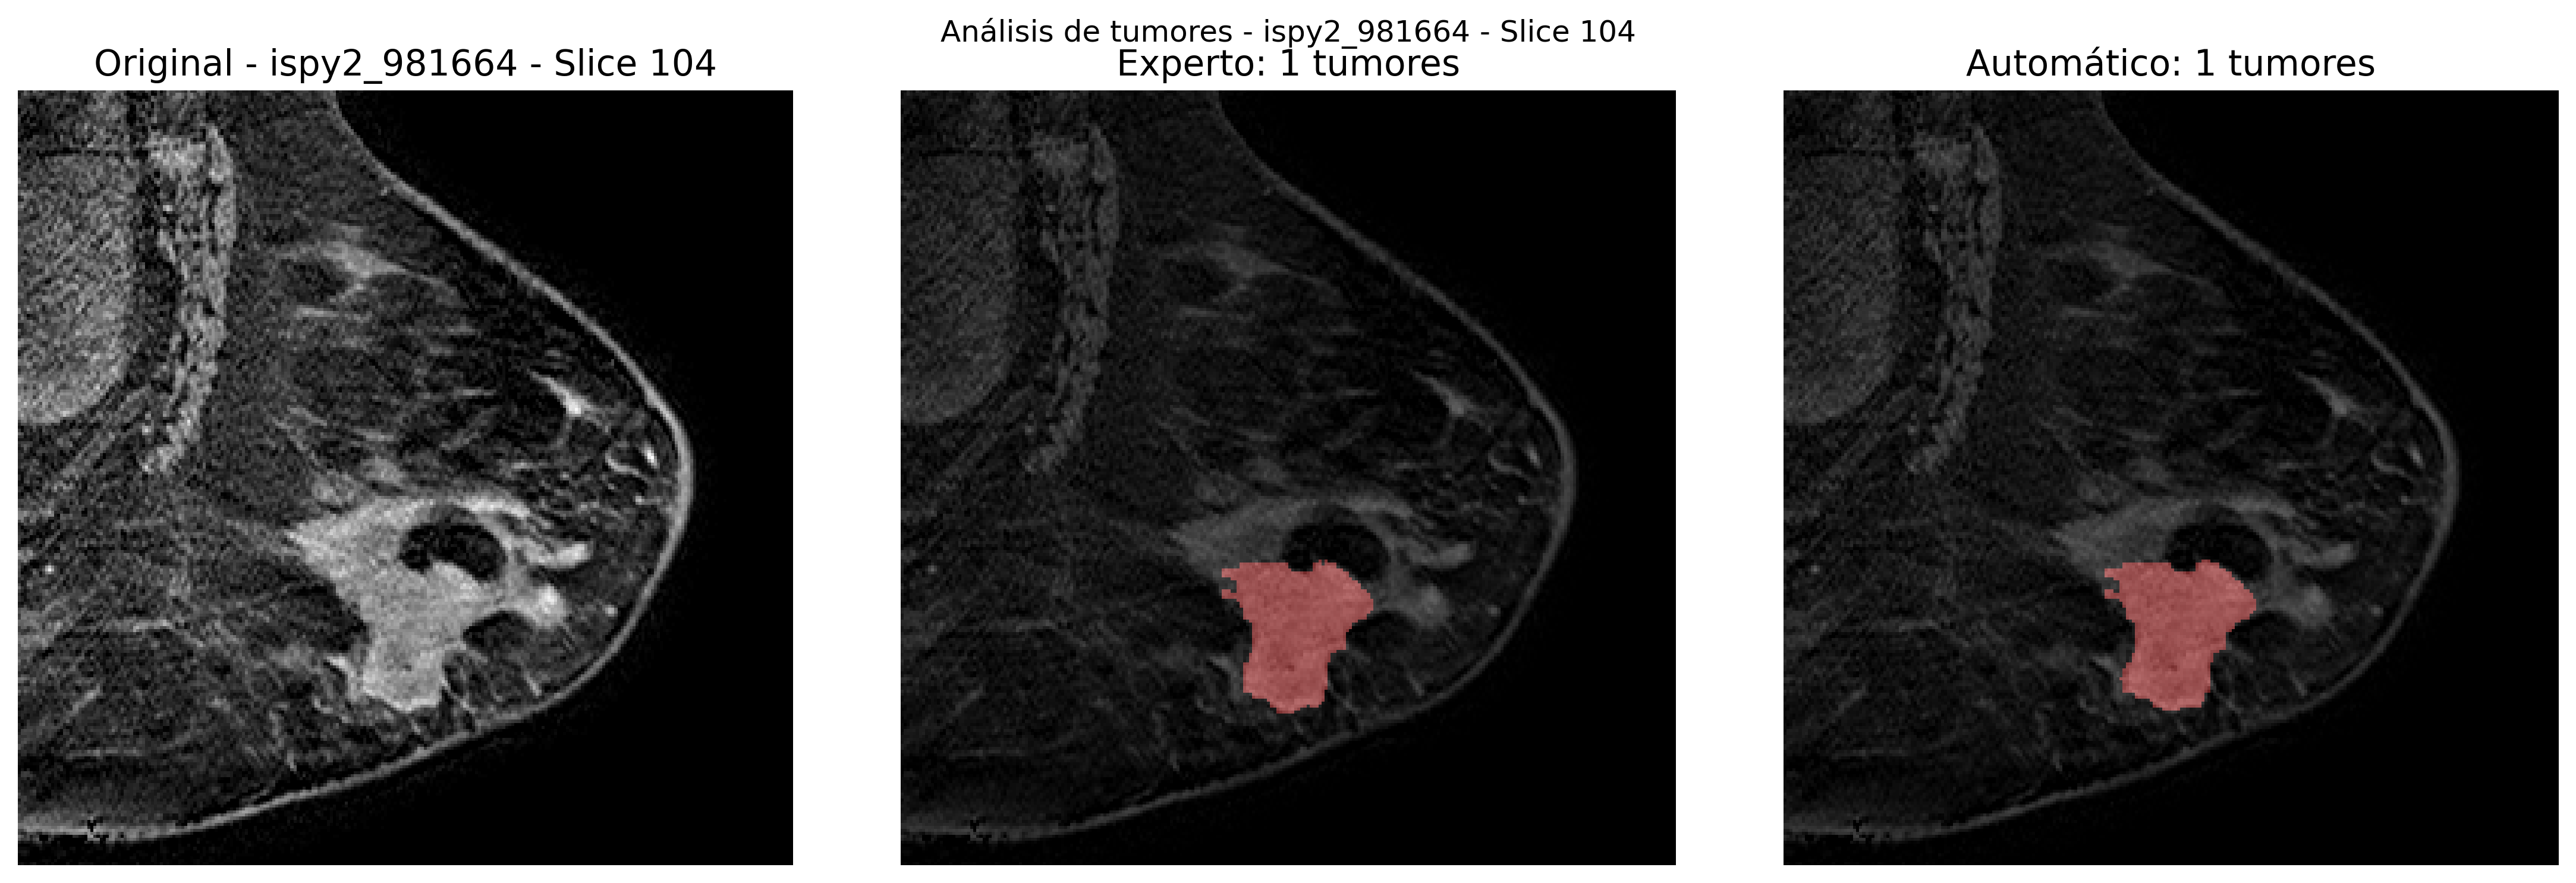 Análisis de tumores - ispy2_981664 - Slice 104
Original - ispy2_981664 - Slice 104
Experto: 1 tumores
Automático: 1 tumores